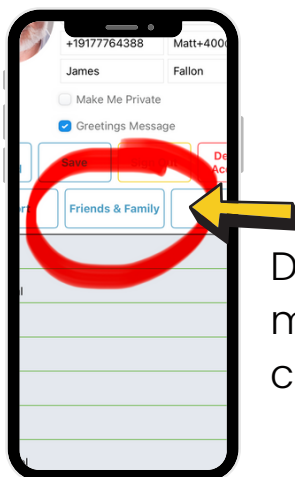 +19177764388 Matt+400
James Fallon
Make Me Private
Greetings Message
Save
Friends & Family
D
m
c